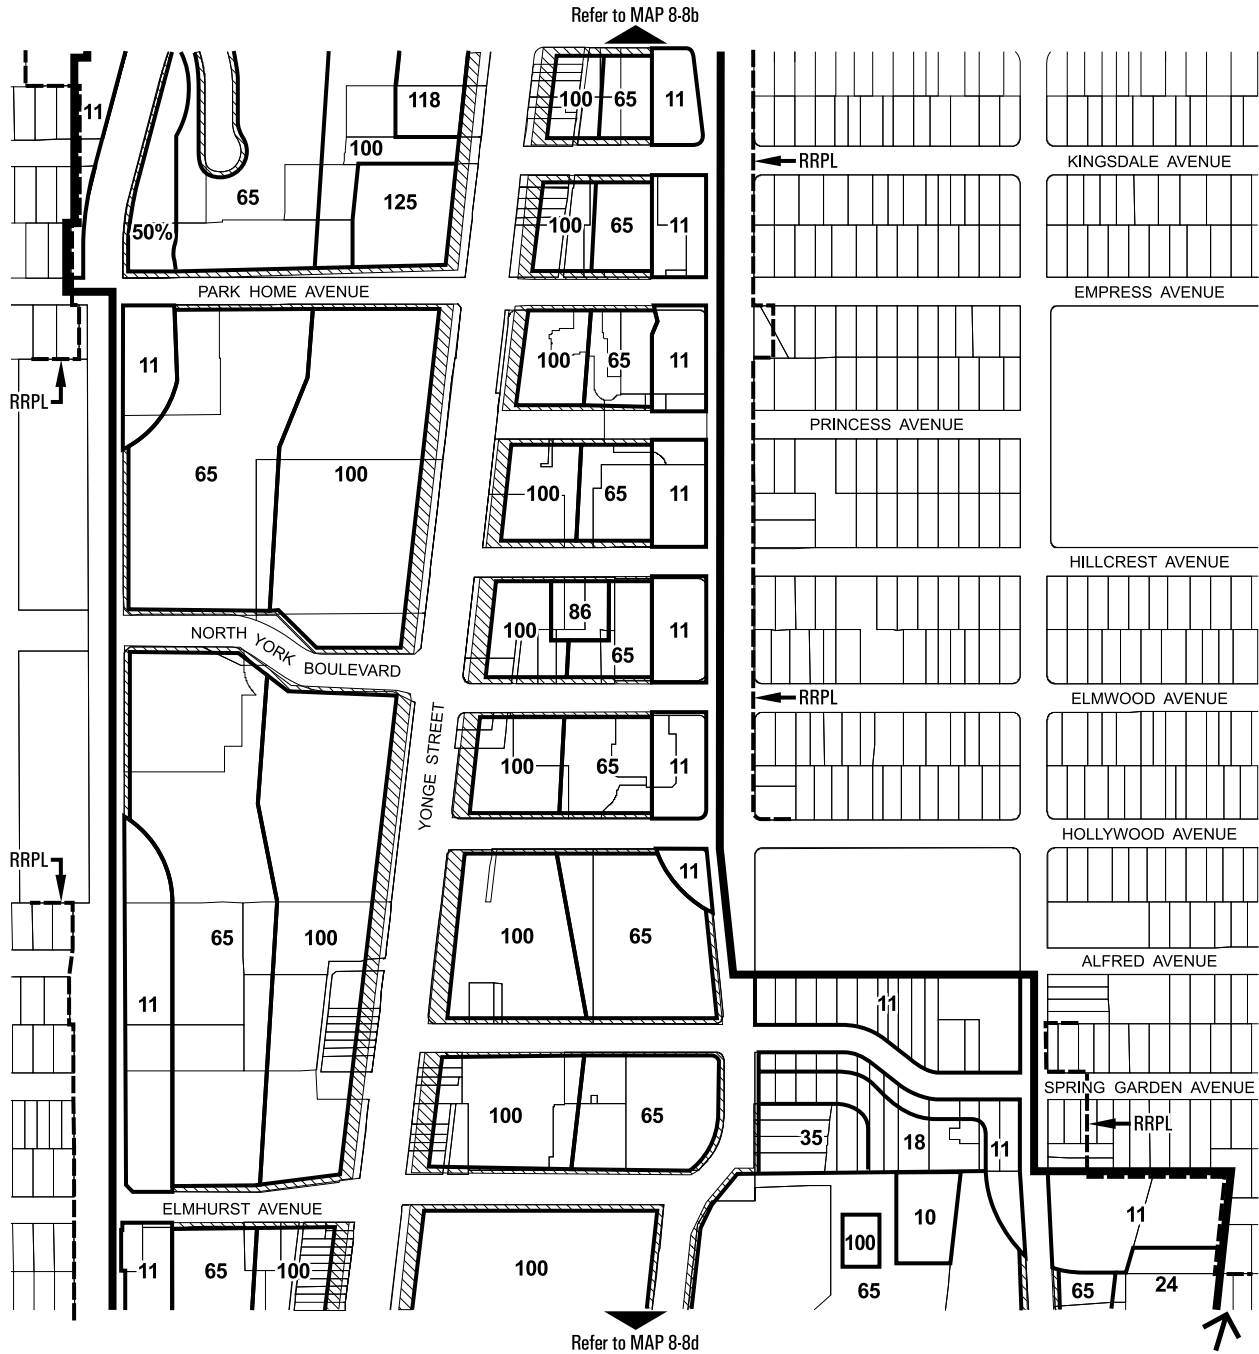 Refer to MAP 8-8b
11
118
100
65
11
100
RRPL
KINGSDALE AVENUE
65
125
50%
100
65
11
PARK HOME AVENUE
EMPRESS AVENUE
11
100
65
11
RRPL
PRINCESS AVENUE
65
100
100
65
11
HILLCREST AVENUE
86
100
65
11
NORTH YORK BOULEVARD
RRPL
ELMWOOD AVENUE
YONGE STREET
100
65
11
HOLLYWOOD AVENUE
RRPL
11
65
100
100
65
ALFRED AVENUE
11
11
SPRING GARDEN AVENUE
100
65
35
18
11
RRPL
ELMHURST AVENUE
11
10
100
11
65
100
100
65
65
24
Refer to MAP 8-8d